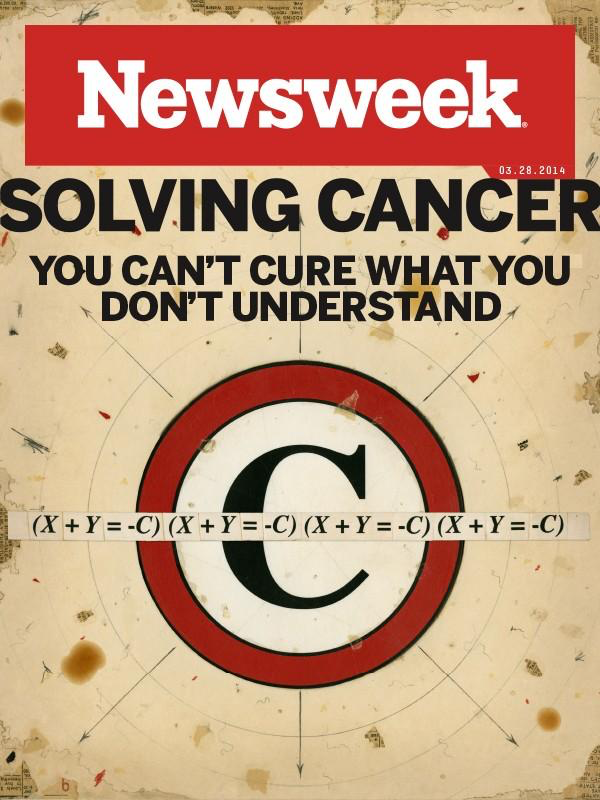 Newsweek®
03.28.2014
SOLVING CANCER
YOU CAN'T CURE WHAT YOU
DON'T UNDERSTAND
C
(X + Y = -C) (X + Y = -C) (X + Y = -C) (X + Y = -C)